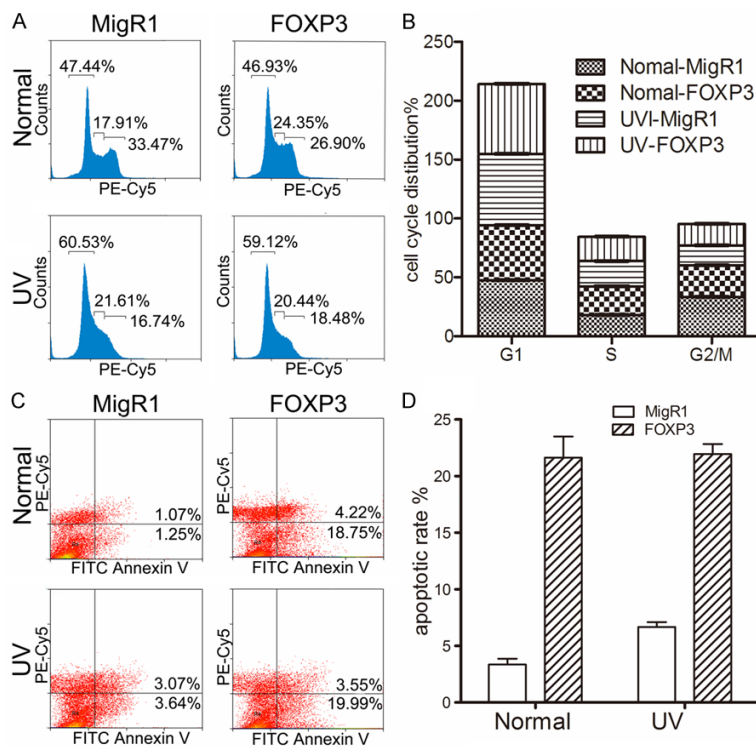 A
MigR1
FOXP3
Normal
Counts
47.44%
17.91%
33.47%
PE-Cy5
Counts
46.93%
24.35%
26.90%
PE-Cy5
UV
Counts
60.53%
21.61%
16.74%
PE-Cy5
Counts
59.12%
20.44%
18.48%
PE-Cy5
B
cell cycle distibution%
250
200
150
100
50
0
G1
S
G2/M
Nomal-MigR1
Nomal-FOXP3
UVI-MigR1
UV-FOXP3
C
MigR1
FOXP3
Normal
PE-Cy5
1.07%
1.25%
FITC Annexin V
PE-Cy5
4.22%
18.75%
FITC Annexin V
UV
PE-Cy5
3.07%
3.64%
FITC Annexin V
PE-Cy5
3.55%
19.99%
FITC Annexin V
D
apoptotic rate %
25
20
15
10
5
0
Normal
UV
MigR1
FOXP3